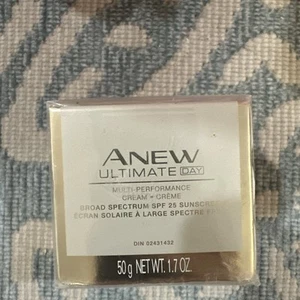 ANEW
ULTIMATE DAY
MULTI-PERFORMANCE
CREAM • CRÈME
BROAD SPECTRUM SPF 25 SUNSCREEN
ÉCRAN SOLAIRE À LARGE SPECTRE
DIN 02431432
50 g NET WT. 1.7 OZ.